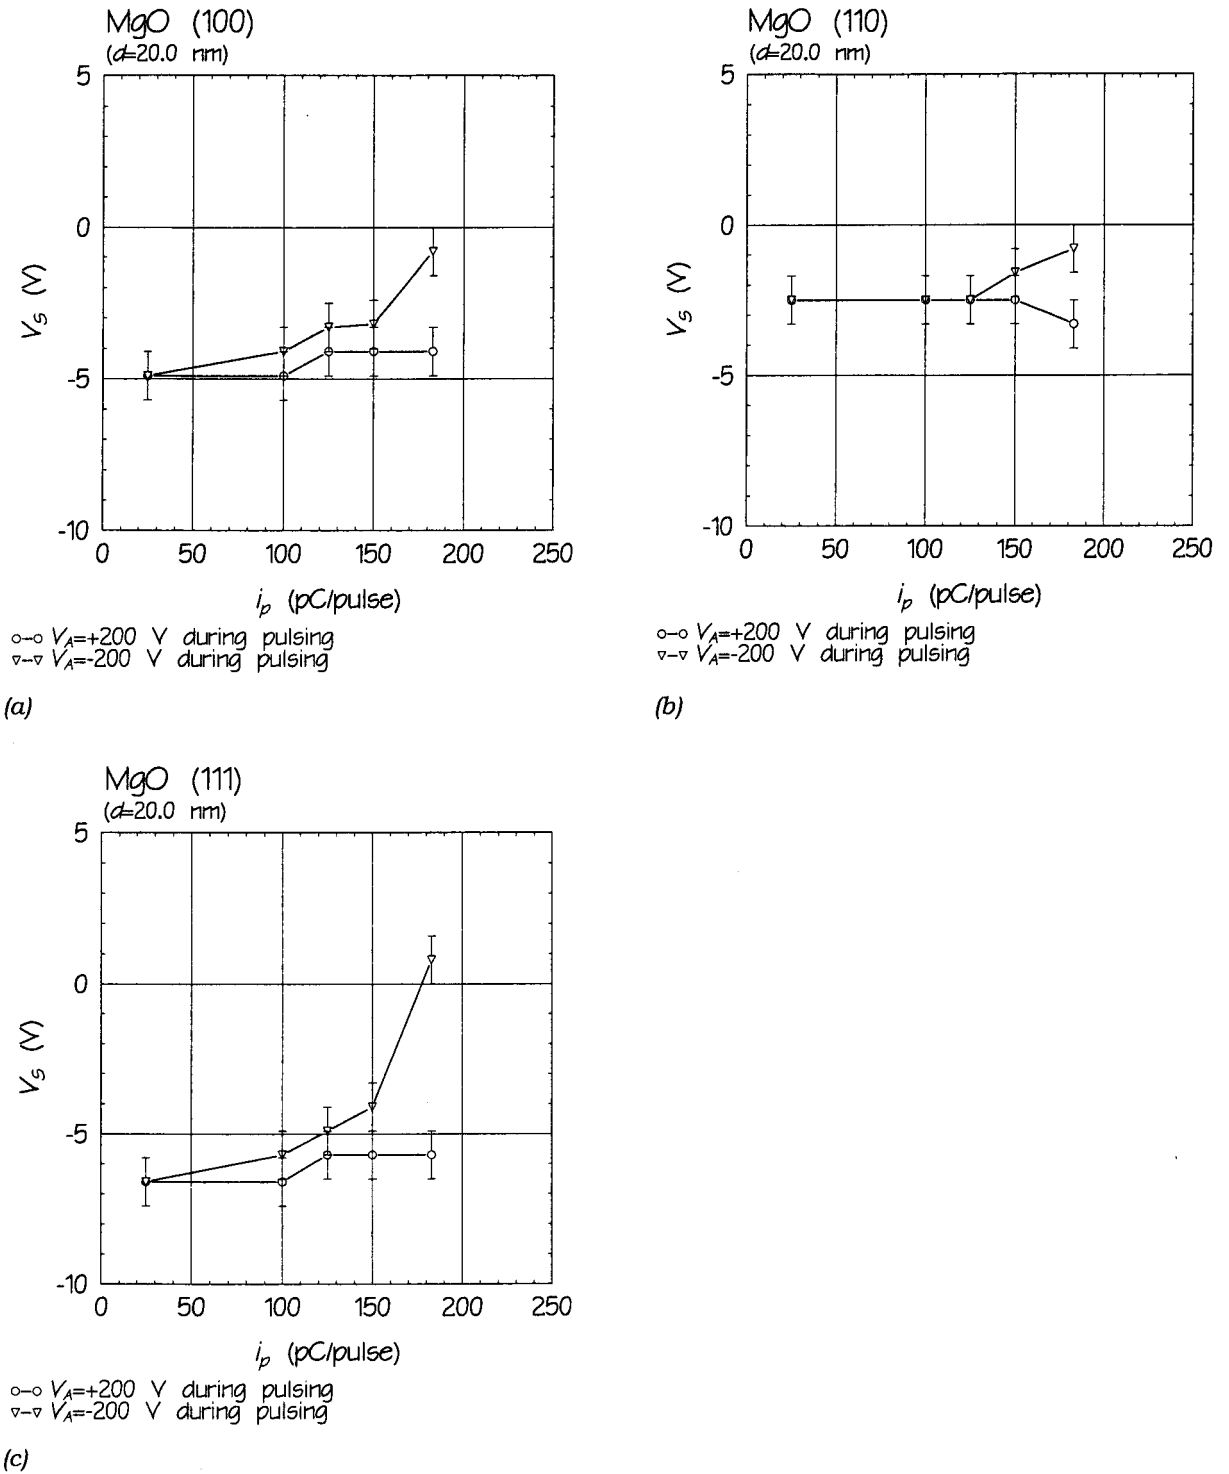 MgO (100)
(d=20.0 nm)
5
0
-5
-10
V_S (V)
0 50 100 150 200 250
i_p (pC/pulse)
o-o V_A=+200 V during pulsing
▿-▿ V_A=-200 V during pulsing
(a)
MgO (110)
(d=20.0 nm)
5
0
-5
-10
V_S (V)
0 50 100 150 200 250
i_p (pC/pulse)
o-o V_A=+200 V during pulsing
▿-▿ V_A=-200 V during pulsing
(b)
MgO (111)
(d=20.0 nm)
5
0
-5
-10
V_S (V)
0 50 100 150 200 250
i_p (pC/pulse)
o-o V_A=+200 V during pulsing
▿-▿ V_A=-200 V during pulsing
(c)